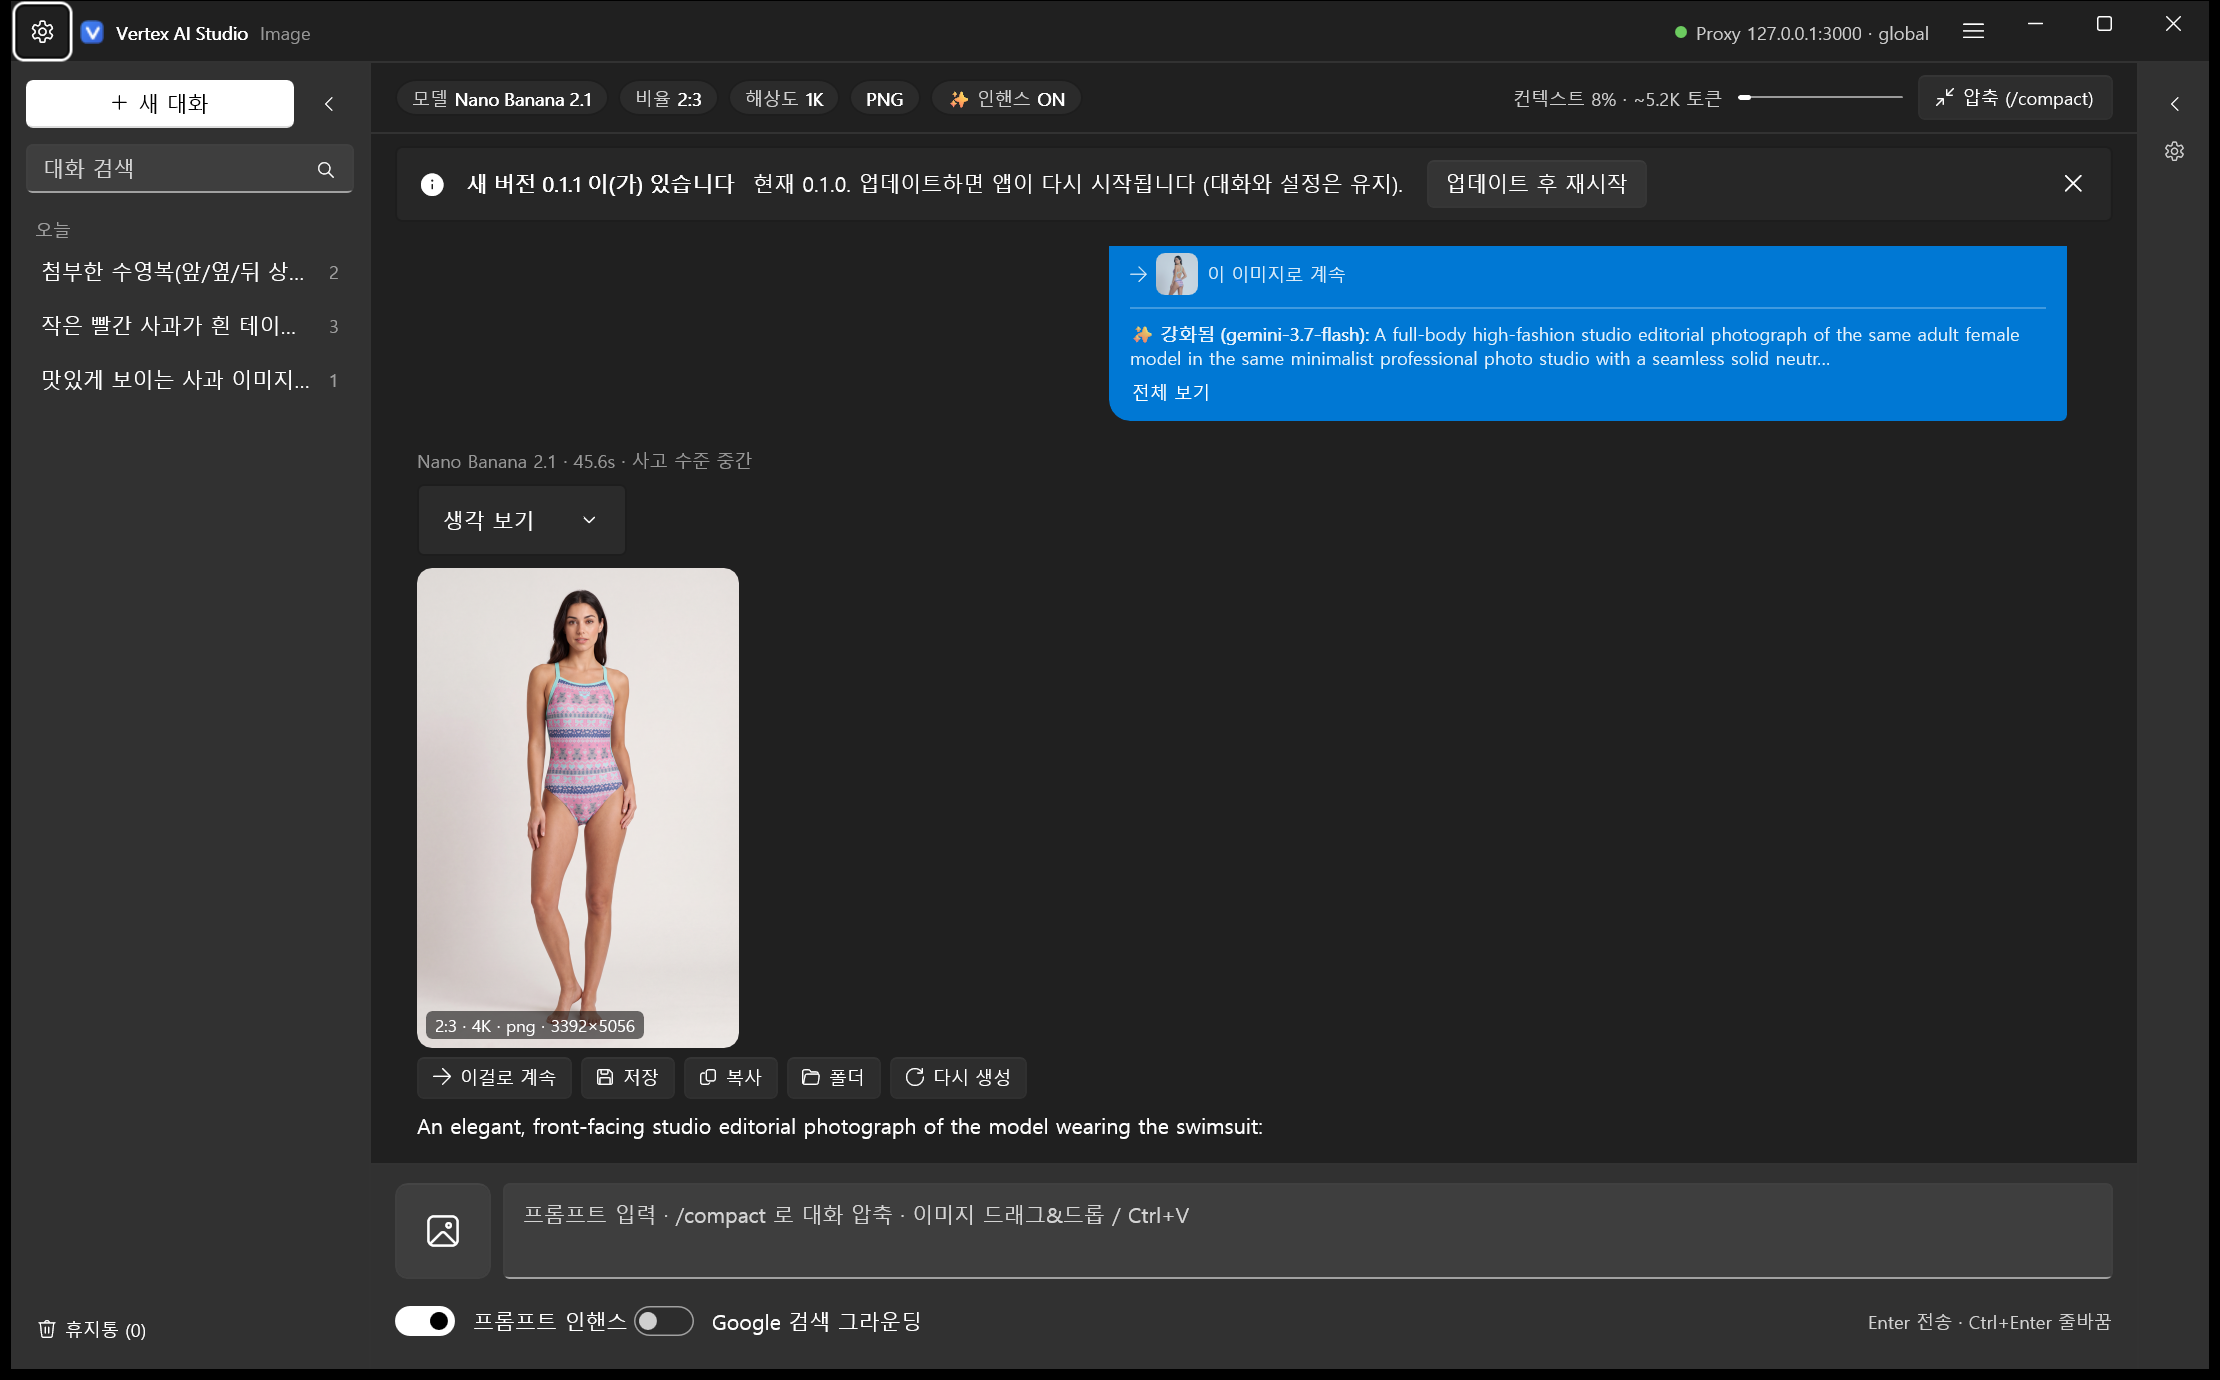 Vertex AI Studio Image
Proxy 127.0.0.1:3000 · global
+ 새 대화
대화 검색
오늘
첨부한 수영복(앞/옆/뒤 상... 2
작은 빨간 사과가 흰 테이... 3
맛있게 보이는 사과 이미지... 1
휴지통 (0)
모델 Nano Banana 2.1 비율 2:3 해상도 1K PNG ✨ 인핸스 ON
컨텍스트 8% · ~5.2K 토큰
압축 (/compact)
새 버전 0.1.1 이(가) 있습니다 현재 0.1.0. 업데이트하면 앱이 다시 시작됩니다 (대화와 설정은 유지). 업데이트 후 재시작
이 이미지로 계속
✨ 강화됨 (gemini-3.7-flash): A full-body high-fashion studio editorial photograph of the same adult female
model in the same minimalist professional photo studio with a seamless solid neutr...
전체 보기
Nano Banana 2.1 · 45.6s · 사고 수준 중간
생각 보기
2:3 · 4K · png · 3392×5056
이걸로 계속 저장 복사 폴더 다시 생성
An elegant, front-facing studio editorial photograph of the model wearing the swimsuit:
프롬프트 입력 · /compact 로 대화 압축 · 이미지 드래그&드롭 / Ctrl+V
프롬프트 인핸스 Google 검색 그라운딩
Enter 전송 · Ctrl+Enter 줄바꿈